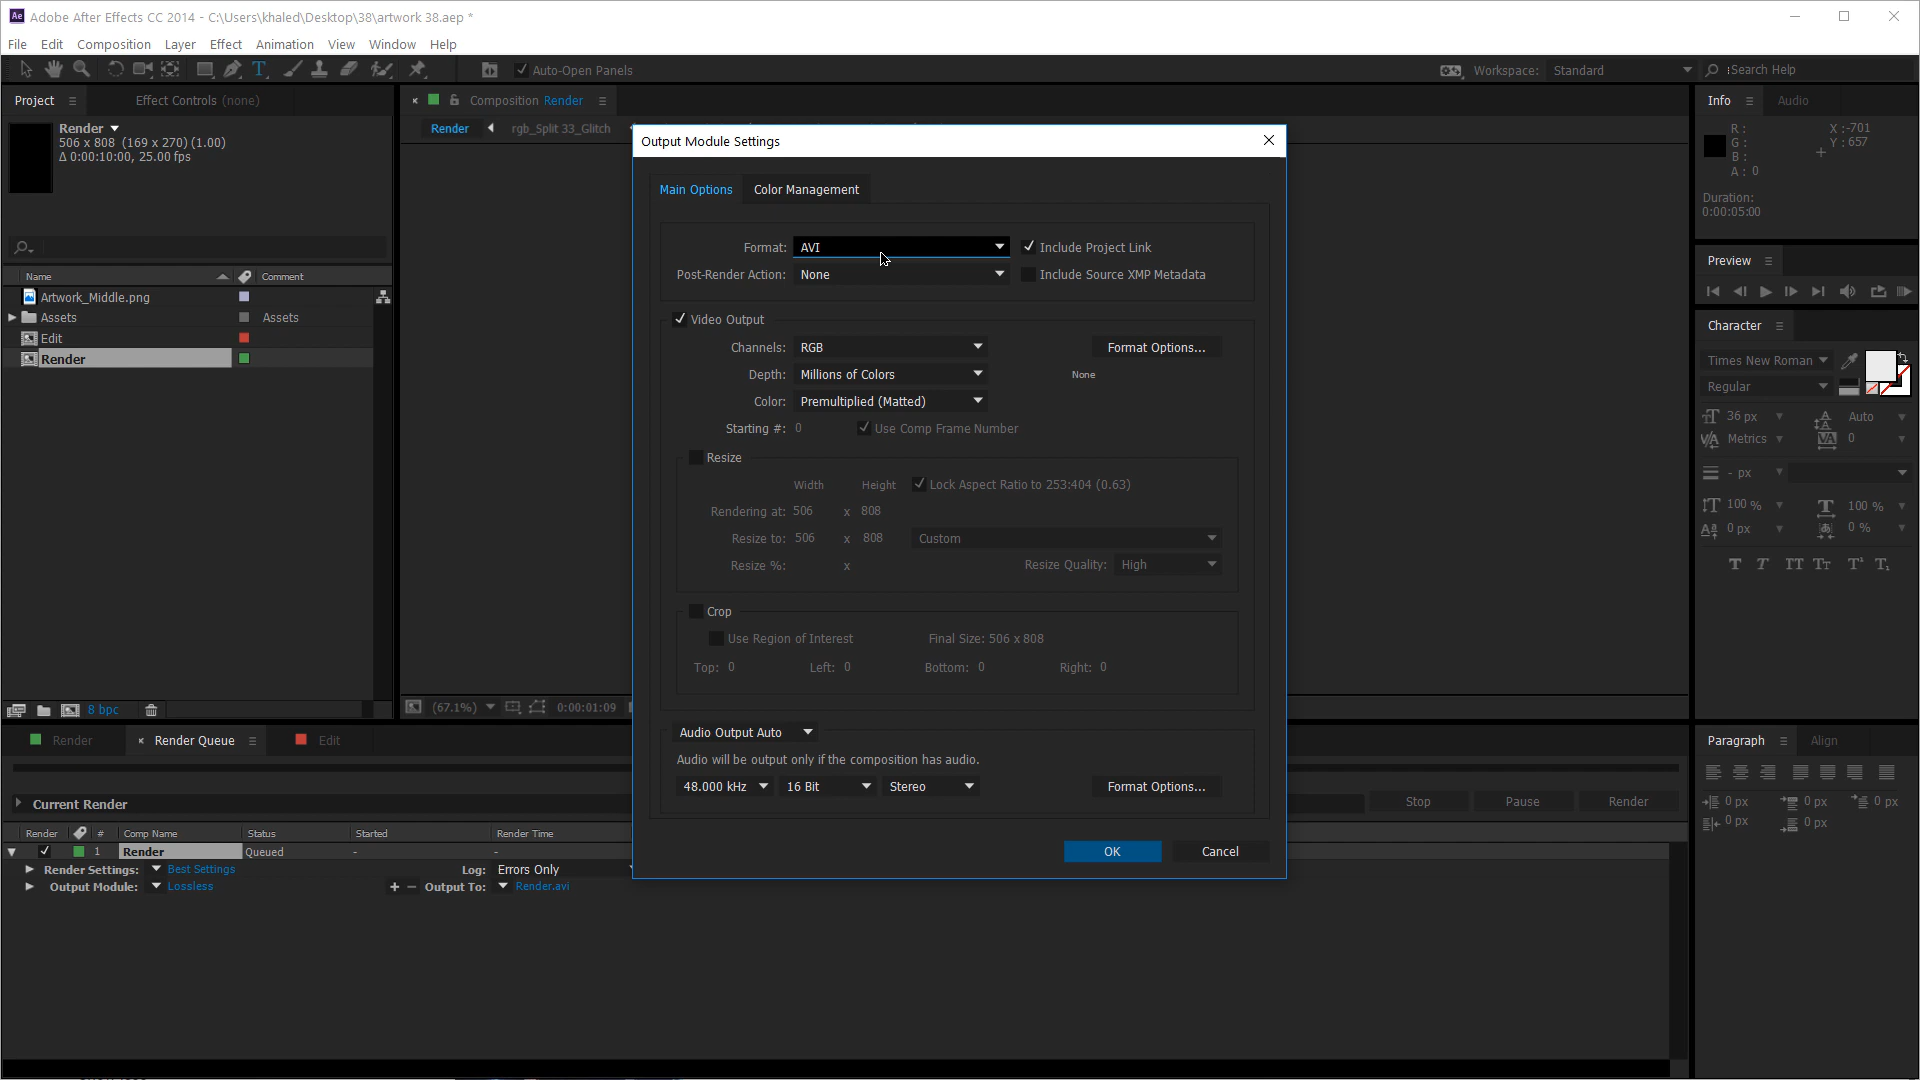 Adobe After Effects CC 2014 - C:\Users\khaled\Desktop\38\artwork 38.aep *
File Edit Composition Layer Effect Animation View Window Help
Auto-Open Panels
Workspace: Standard
Search Help
Project
Effect Controls (none)
Composition Render
Info
Audio
Render
506 x 808 (169 x 270) (1.00)
Δ 0:00:10:00, 25.00 fps
Render
rgb_Split 33_Glitch
R :
G :
B :
A : 0
X : -701
Y : 657
Duration:
0:00:05:00
Name
Comment
Artwork_Middle.png
Assets
Assets
Edit
Render
8 bpc
(67.1%)
0:00:01:09
Output Module Settings
Main Options
Color Management
Format: AVI
Include Project Link
Post-Render Action: None
Include Source XMP Metadata
Video Output
Channels: RGB
Format Options...
Depth: Millions of Colors
None
Color: Premultiplied (Matted)
Starting #: 0
Use Comp Frame Number
Resize
Width Height
Lock Aspect Ratio to 253:404 (0.63)
Rendering at: 506 x 808
Resize to: 506 x 808
Custom
Resize %: x
Resize Quality: High
Crop
Use Region of Interest
Final Size: 506 x 808
Top: 0 Left: 0 Bottom: 0 Right: 0
Audio Output Auto
Audio will be output only if the composition has audio.
48.000 kHz 16 Bit Stereo
Format Options...
OK Cancel
Preview
Character
Times New Roman
Regular
36 px
Auto
Metrics
0
- px
100 %
100 %
0 px
0 %
T T TT Tt T¹ T₁
Render
Render Queue
Edit
Current Render
Stop Pause Render
Render # Comp Name Status Started Render Time
1 Render Queued - -
Render Settings: Best Settings
Log: Errors Only
Output Module: Lossless
Output To: Render.avi
Paragraph
Align
0 px 0 px 0 px
0 px 0 px